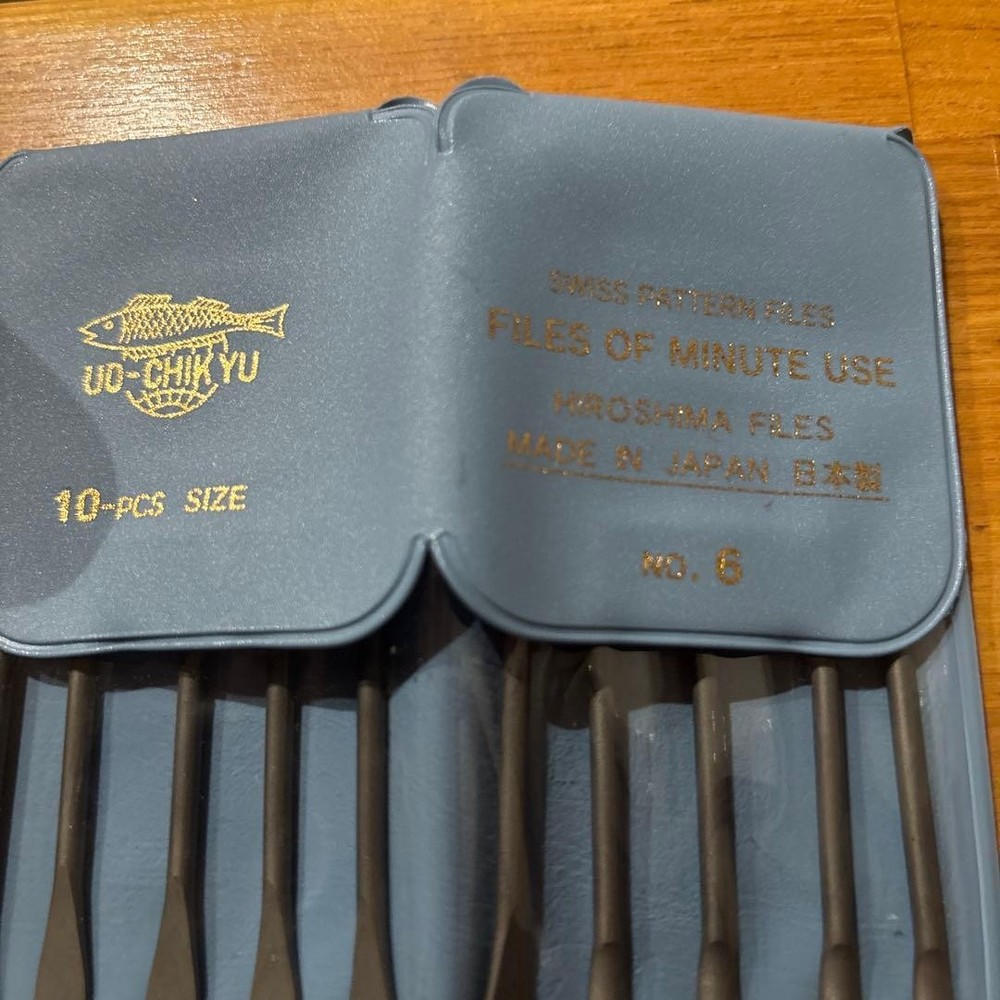 UO-CHIKYU
10-PCS SIZE
SWISS PATTERN FILES
FILES OF MINUTE USE
HIROSHIMA FILES
MADE IN JAPAN 日本製
NO. 6